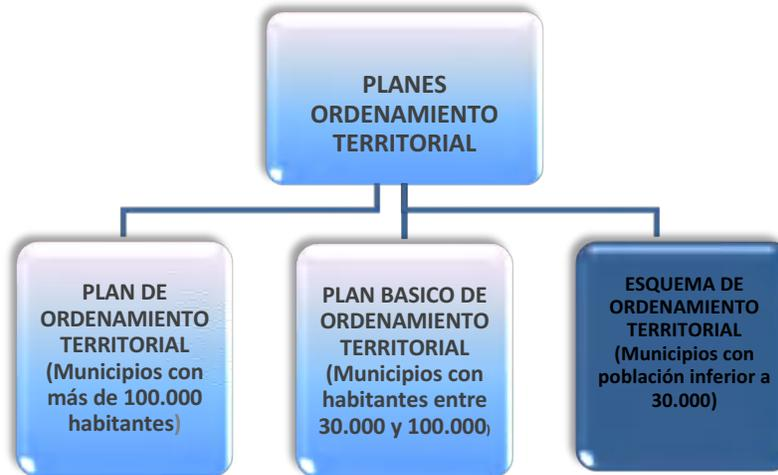 PLANES
ORDENAMIENTO
TERRITORIAL
PLAN DE
ORDENAMIENTO
TERRITORIAL
(Municipios con
más de 100.000
habitantes)
PLAN BASICO DE
ORDENAMIENTO
TERRITORIAL
(Municipios con
habitantes entre
30.000 y 100.000)
ESQUEMA DE
ORDENAMIENTO
TERRITORIAL
(Municipios con
población inferior a
30.000)